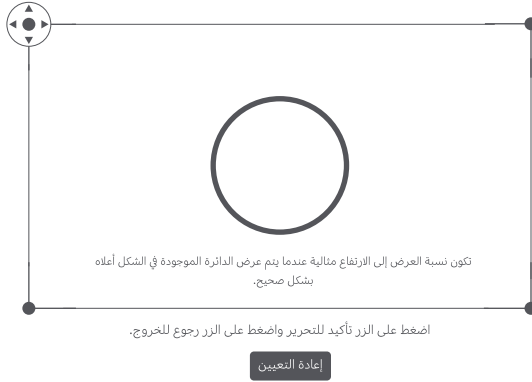 تكون نسبة العرض إلى الارتفاع مثالية عندما يتم عرض الدائرة الموجودة في الشكل أعلاه
بشكل صحيح.
اضغط على الزر تأكيد للتحرير واضغط على الزر رجوع للخروج.
إعادة التعيين